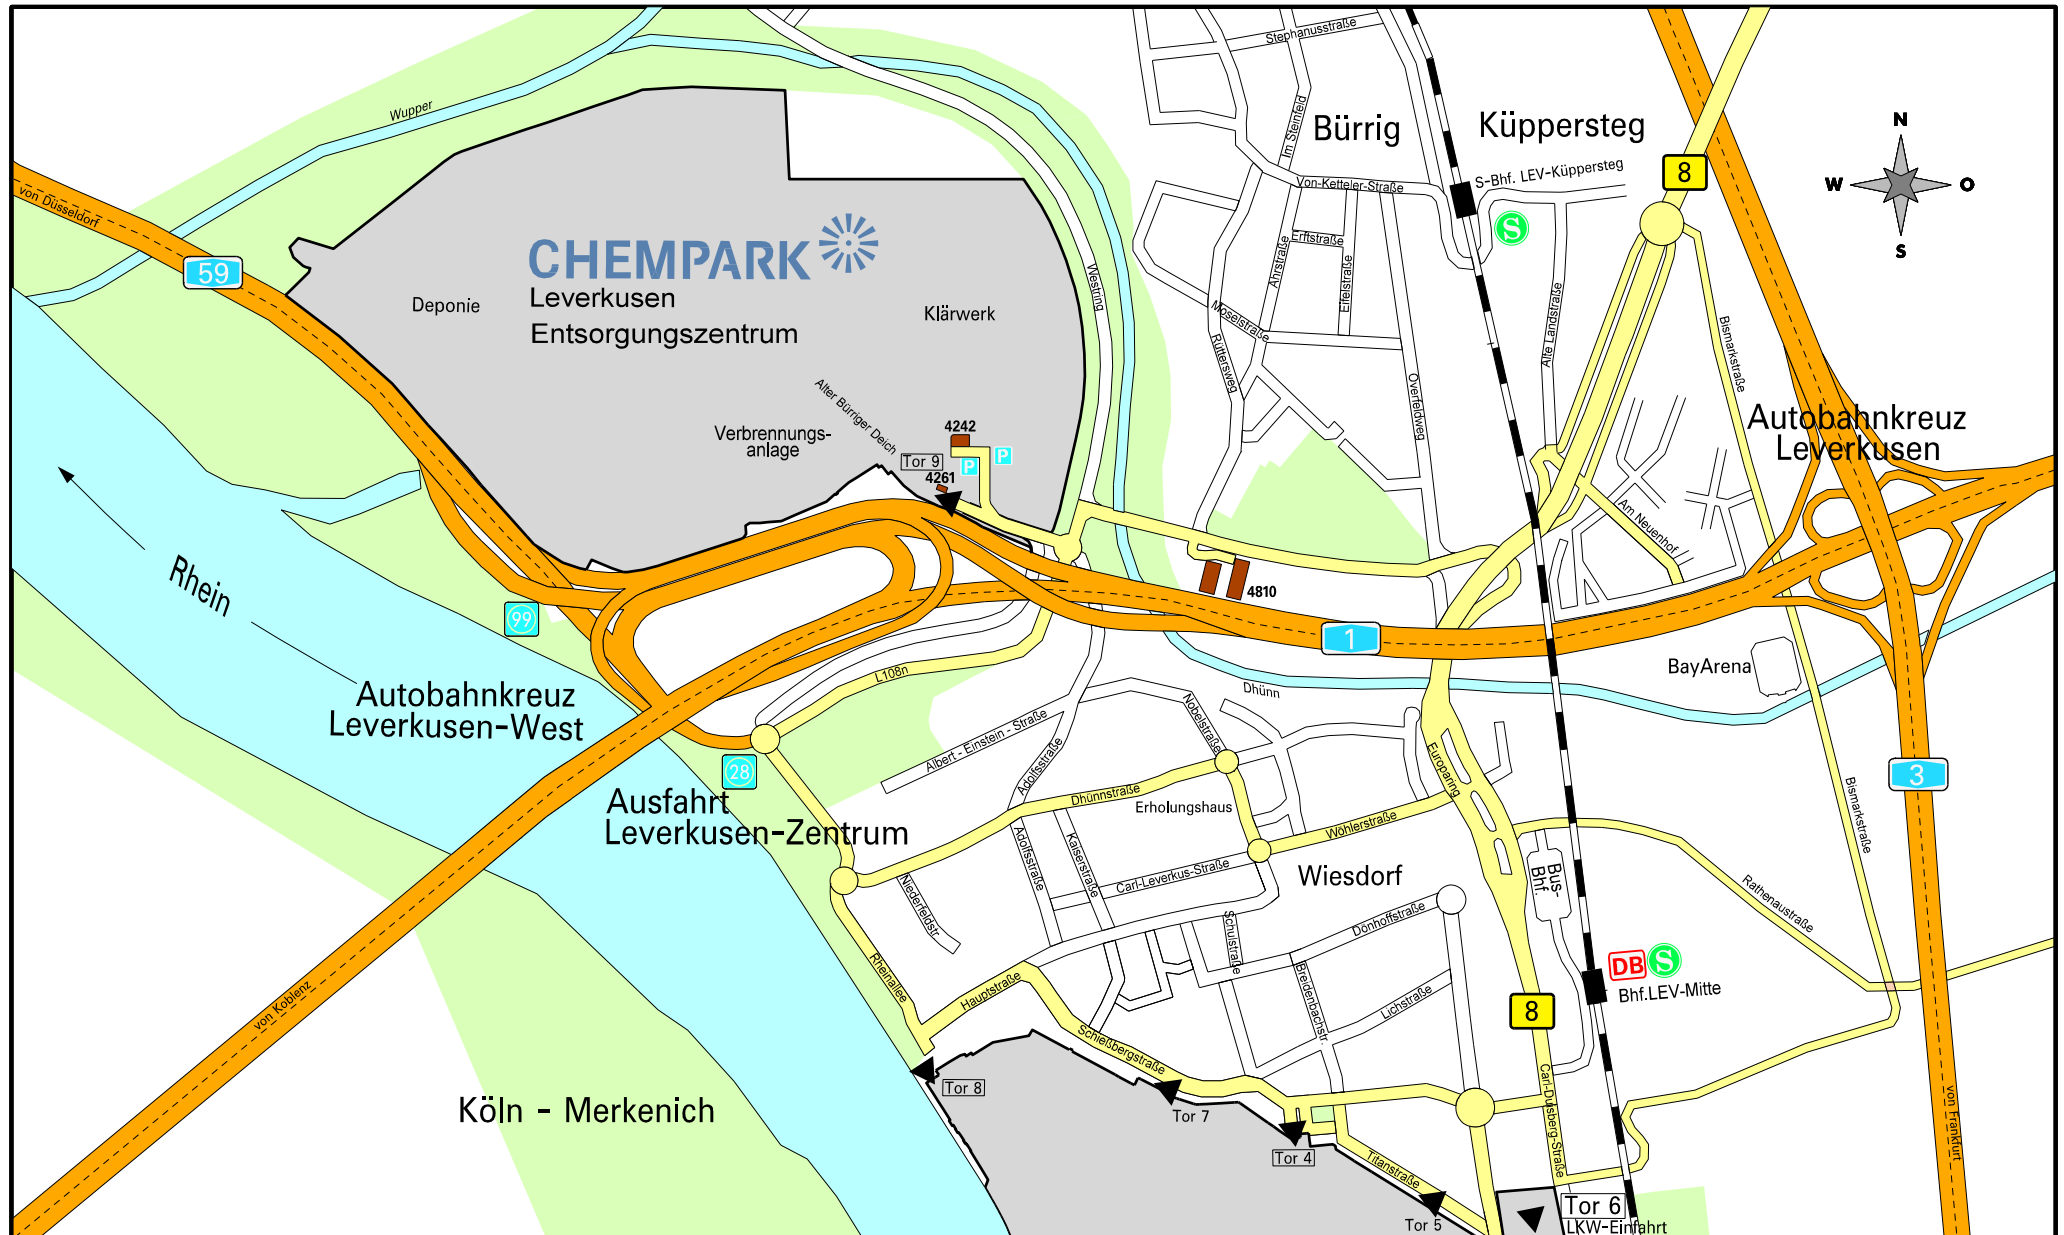 Stephanusstraße
Wupper
Im Steinfeld
Bürrig
Küppersteg
N
W
O
S
8
S-Bhf. LEV-Küppersteg
Von-Ketteler-Straße
S
von Düsseldorf
59
CHEMPARK
Leverkusen
Entsorgungszentrum
Deponie
Klärwerk
Westring
Erftstraße
Ahrstraße
Eifelstraße
Moselstraße
Rüttersweg
Overfeldweg
Alte Landstraße
Bismarkstraße
Autobahnkreuz
Leverkusen
Alter Bürriger Deich
Verbrennungs-
anlage
4242
P
P
Tor 9
4261
Am Neuenhof
Rhein
99
4810
1
BayArena
Autobahnkreuz
Leverkusen-West
L108n
Dhünn
Albert - Einstein - Straße
Adolfsstraße
Nobelstraße
Europaring
28
3
Ausfahrt
Leverkusen-Zentrum
Dhünnstraße
Erholungshaus
Wöhlerstraße
Bismarkstraße
Adolfsstraße
Kaiserstraße
Carl-Leverkus-Straße
Wiesdorf
Bus-
Bhf.
Rathenaustraße
Niederfeldstr.
Schulstraße
Dönhoffstraße
Rheinallee
Hauptstraße
Breidenbachstr.
Lichstraße
DB
S
Bhf.LEV-Mitte
8
von Koblenz
Schießbergstraße
Tor 8
Tor 7
Köln - Merkenich
Carl-Dusberg-Straße
von Frankfurt
Tor 4
Titanstraße
Tor 5
Tor 6
LKW-Einfahrt